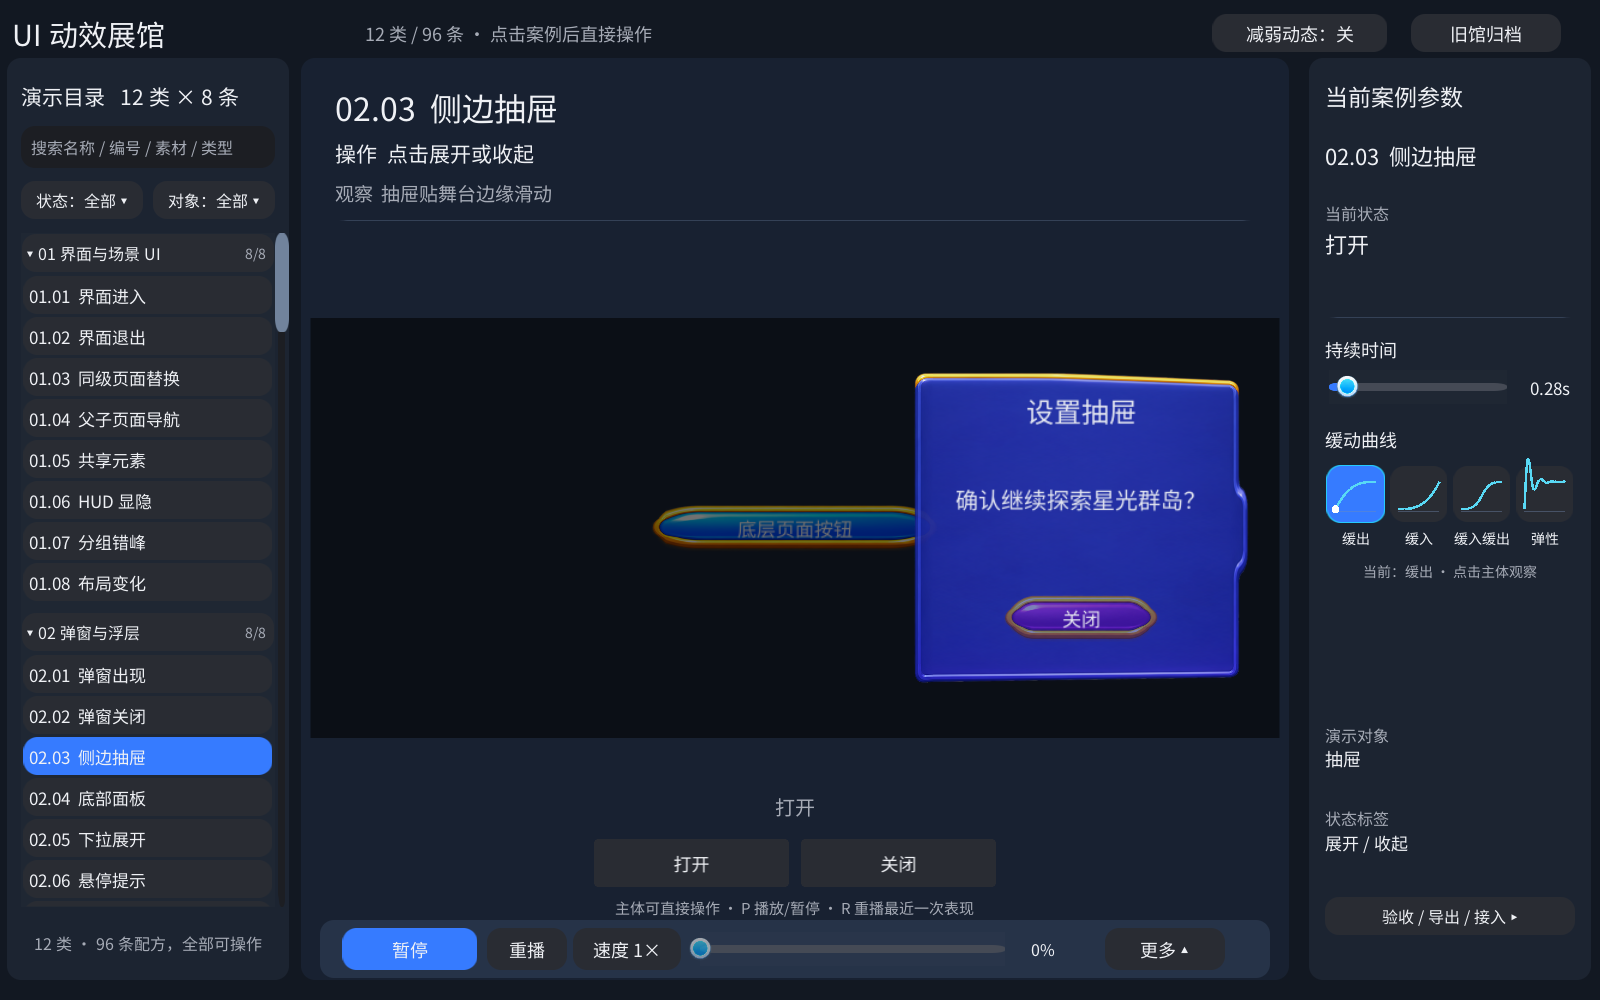 UI 动效展馆
12 类 / 96 条 · 点击案例后直接操作
减弱动态：关
旧馆归档
演示目录 12 类 × 8 条
搜索名称 / 编号 / 素材 / 类型
状态：全部 ▾
对象：全部 ▾
▾ 01 界面与场景 UI 8/8
01.01 界面进入
01.02 界面退出
01.03 同级页面替换
01.04 父子页面导航
01.05 共享元素
01.06 HUD 显隐
01.07 分组错峰
01.08 布局变化
▾ 02 弹窗与浮层 8/8
02.01 弹窗出现
02.02 弹窗关闭
02.03 侧边抽屉
02.04 底部面板
02.05 下拉展开
02.06 悬停提示
12 类 · 96 条配方，全部可操作
02.03 侧边抽屉
操作 点击展开或收起
观察 抽屉贴舞台边缘滑动
底层页面按钮
设置抽屉
确认继续探索星光群岛？
关闭
打开
打开
关闭
主体可直接操作 · P 播放/暂停 · R 重播最近一次表现
暂停
重播
速度 1×
0%
更多 ▴
当前案例参数
02.03 侧边抽屉
当前状态
打开
持续时间
0.28s
缓动曲线
缓出
缓入
缓入缓出
弹性
当前：缓出 · 点击主体观察
演示对象
抽屉
状态标签
展开 / 收起
验收 / 导出 / 接入 ▸